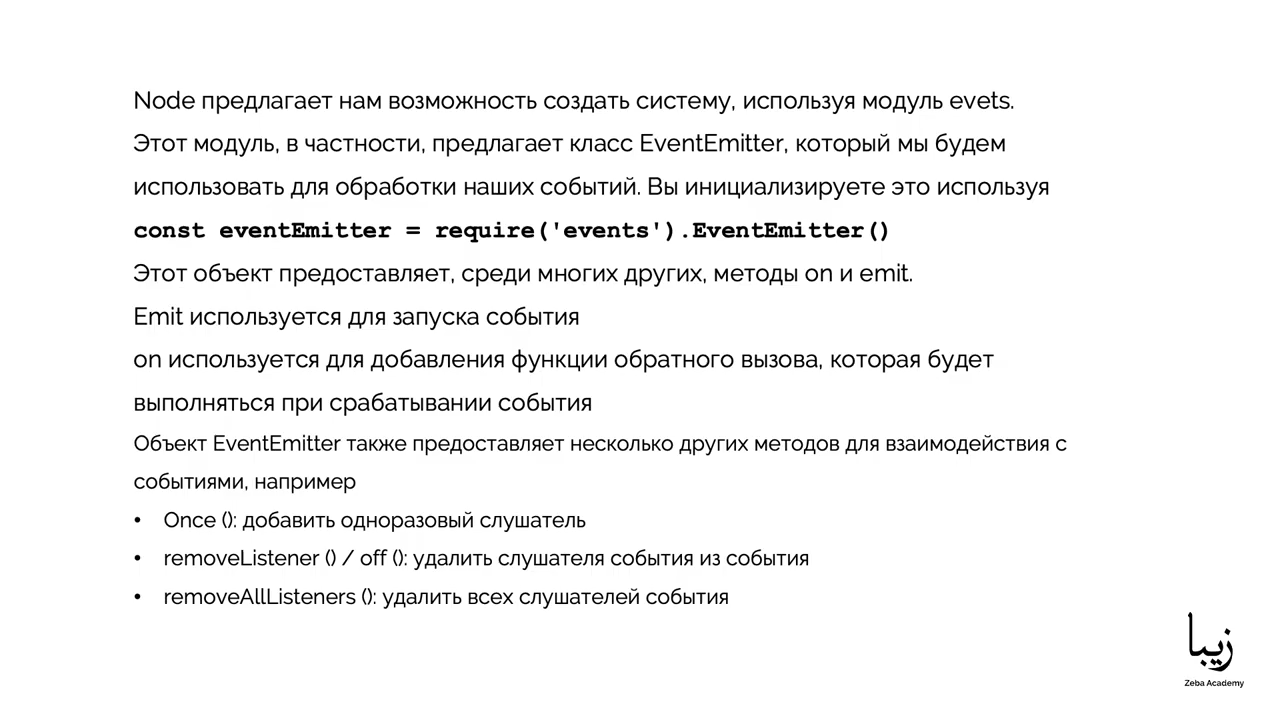 Node предлагает нам возможность создать систему, используя модуль evets.
Этот модуль, в частности, предлагает класс EventEmitter, который мы будем
использовать для обработки наших событий. Вы инициализируете это используя
const eventEmitter = require('events').EventEmitter()
Этот объект предоставляет, среди многих других, методы on и emit.
Emit используется для запуска события
on используется для добавления функции обратного вызова, которая будет
выполняться при срабатывании события
Объект EventEmitter также предоставляет несколько других методов для взаимодействия с
событиями, например
• Once (): добавить одноразовый слушатель
• removeListener () / off (): удалить слушателя события из события
• removeAllListeners (): удалить всех слушателей события
زيبا
Zeba Academy